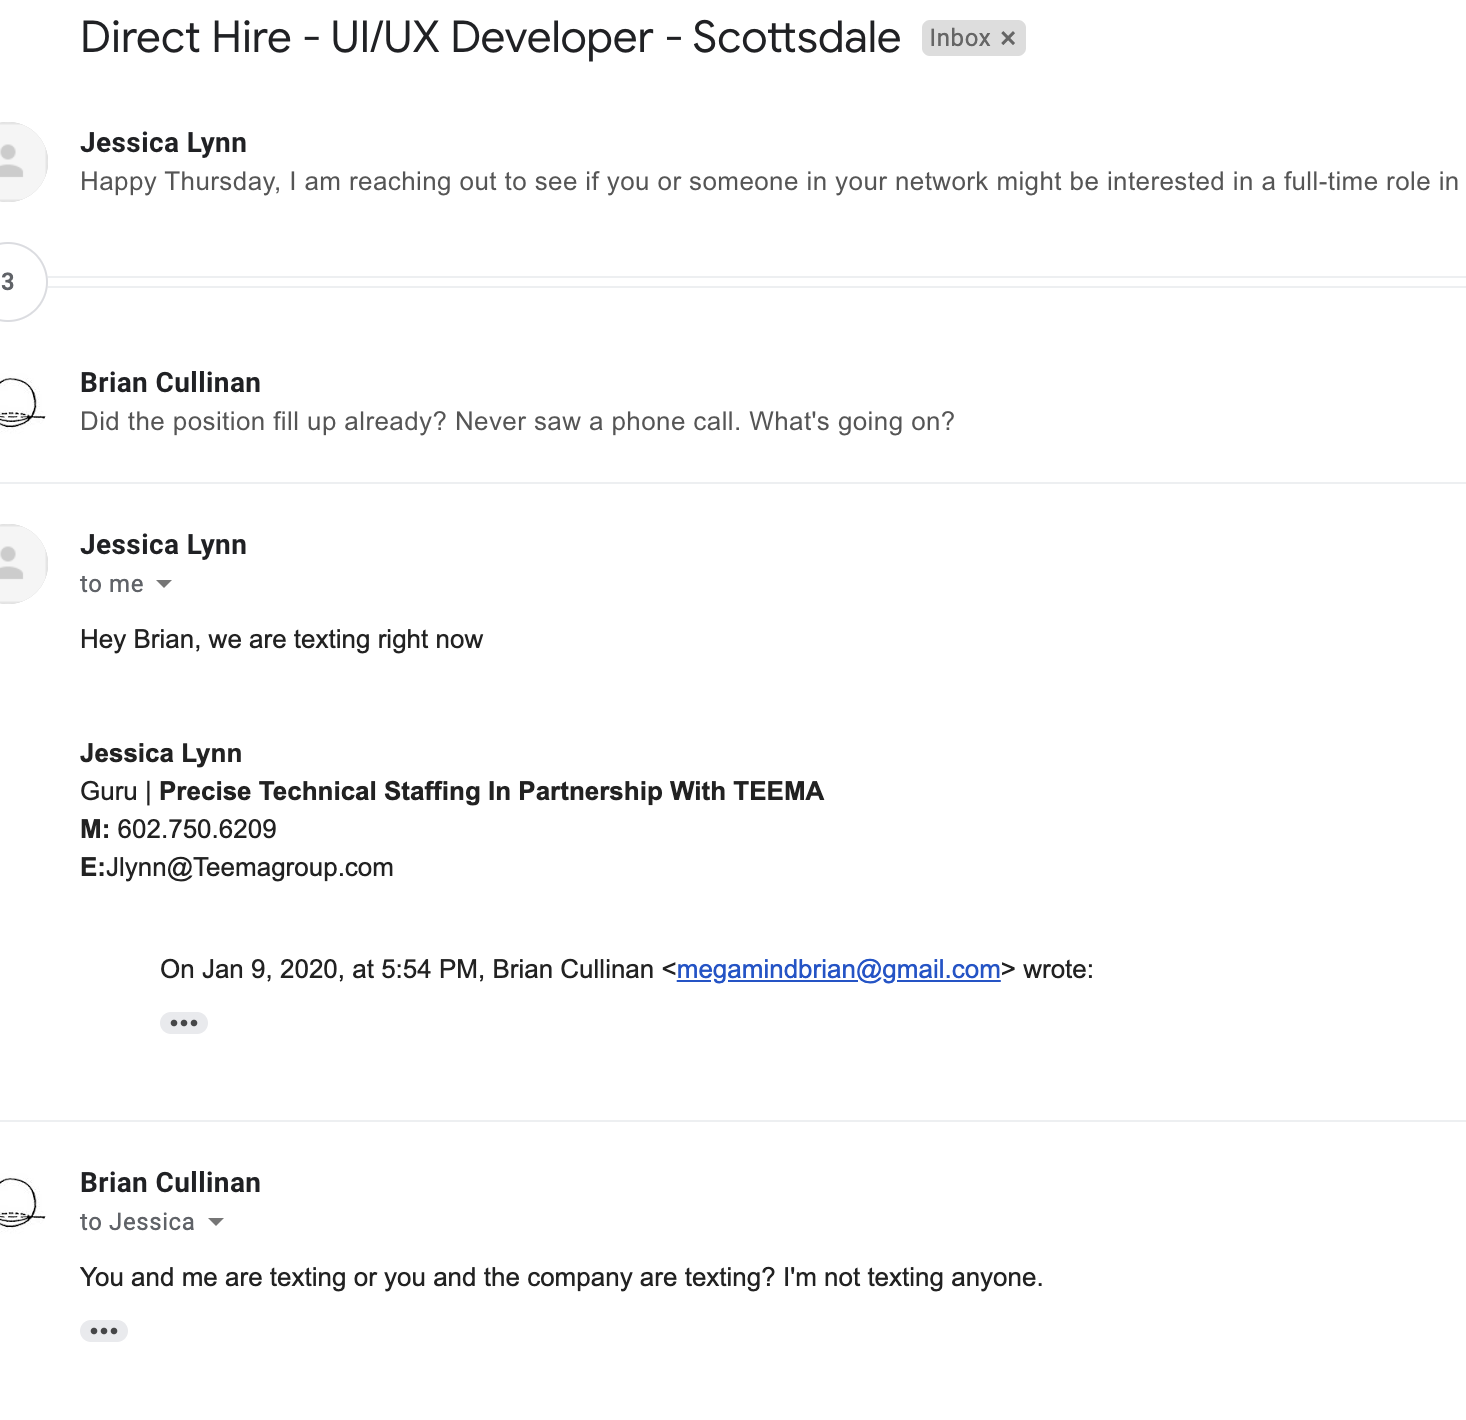 Direct Hire - UI/UX Developer - Scottsdale Inbox ×
Jessica Lynn
Happy Thursday, I am reaching out to see if you or someone in your network might be interested in a full-time role in
3
Brian Cullinan
Did the position fill up already? Never saw a phone call. What's going on?
Jessica Lynn
to me
Hey Brian, we are texting right now
Jessica Lynn
Guru | Precise Technical Staffing In Partnership With TEEMA
M: 602.750.6209
E:Jlynn@Teemagroup.com
On Jan 9, 2020, at 5:54 PM, Brian Cullinan <megamindbrian@gmail.com> wrote:
Brian Cullinan
to Jessica
You and me are texting or you and the company are texting? I'm not texting anyone.